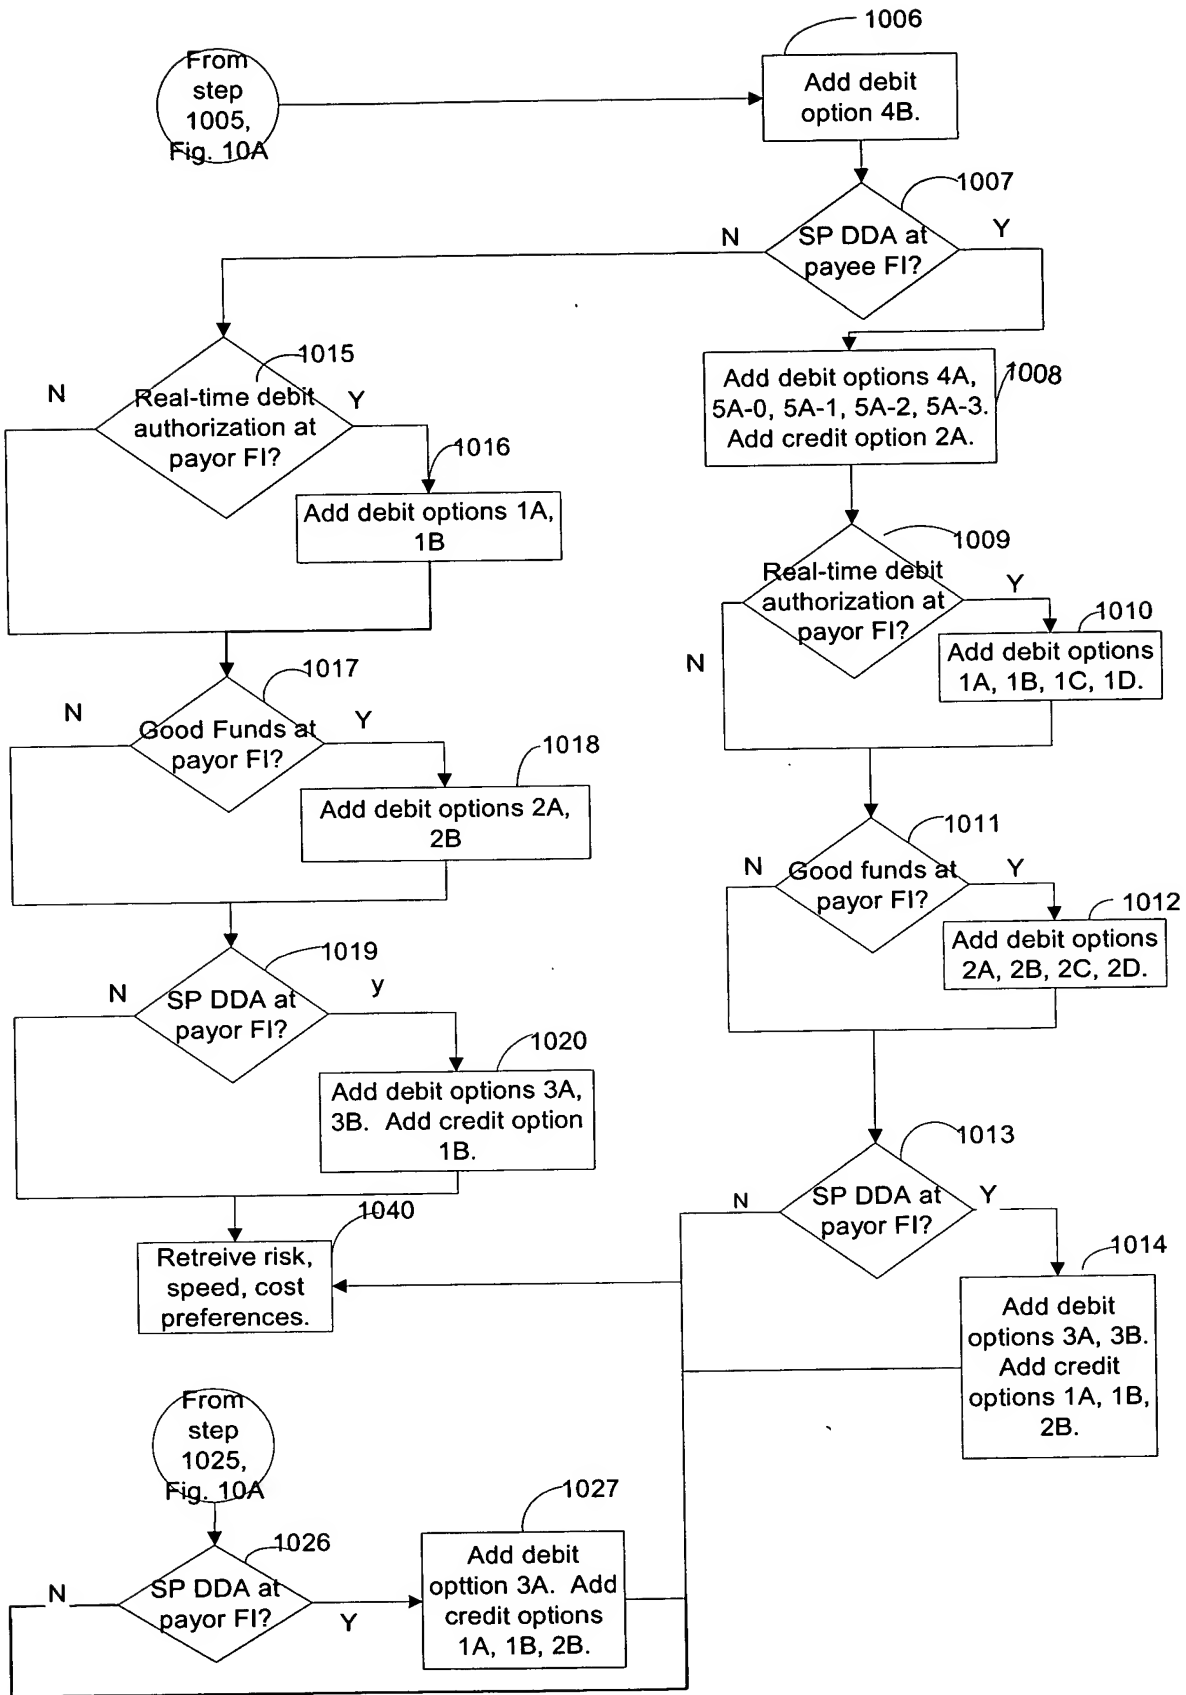 1006
From
step
1005,
Fig. 10A
Add debit
option 4B.
1007
N
SP DDA at
payee FI?
Y
1015
N
Real-time debit
authorization at
payor FI?
Y
1008
Add debit options 4A,
5A-0, 5A-1, 5A-2, 5A-3.
Add credit option 2A.
1016
Add debit options 1A,
1B
1009
Real-time debit
authorization at
payor FI?
Y
N
1010
Add debit options
1A, 1B, 1C, 1D.
1017
N
Good Funds at
payor FI?
Y
1018
Add debit options 2A,
2B
1011
N
Good funds at
payor FI?
Y
1012
Add debit options
2A, 2B, 2C, 2D.
1019
N
SP DDA at
payor FI?
y
1020
Add debit options 3A,
3B. Add credit option
1B.
1013
N
SP DDA at
payor FI?
Y
1040
Retreive risk,
speed, cost
preferences.
1014
Add debit
options 3A, 3B.
Add credit
options 1A, 1B,
2B.
From
step
1025,
Fig. 10A
1026
N
SP DDA at
payor FI?
Y
1027
Add debit
opttion 3A. Add
credit options
1A, 1B, 2B.